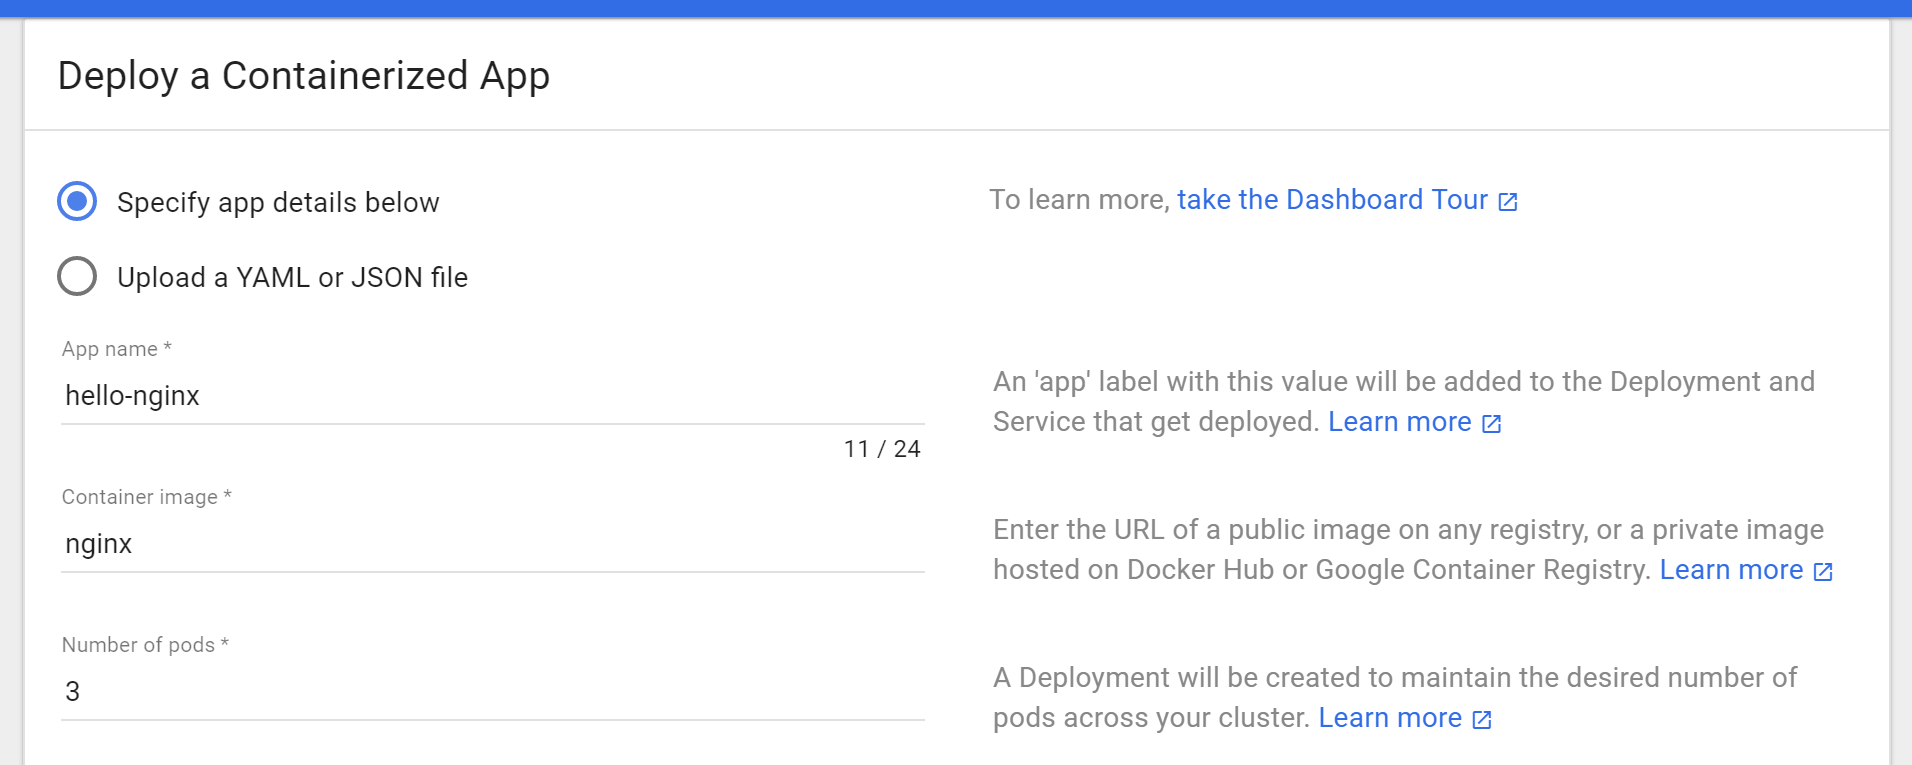 Deploy a Containerized App
Specify app details below
To learn more, take the Dashboard Tour
Upload a YAML or JSON file
App name *
hello-nginx
11 / 24
An 'app' label with this value will be added to the Deployment and
Service that get deployed. Learn more
Container image *
nginx
Enter the URL of a public image on any registry, or a private image
hosted on Docker Hub or Google Container Registry. Learn more
Number of pods *
3
A Deployment will be created to maintain the desired number of
pods across your cluster. Learn more